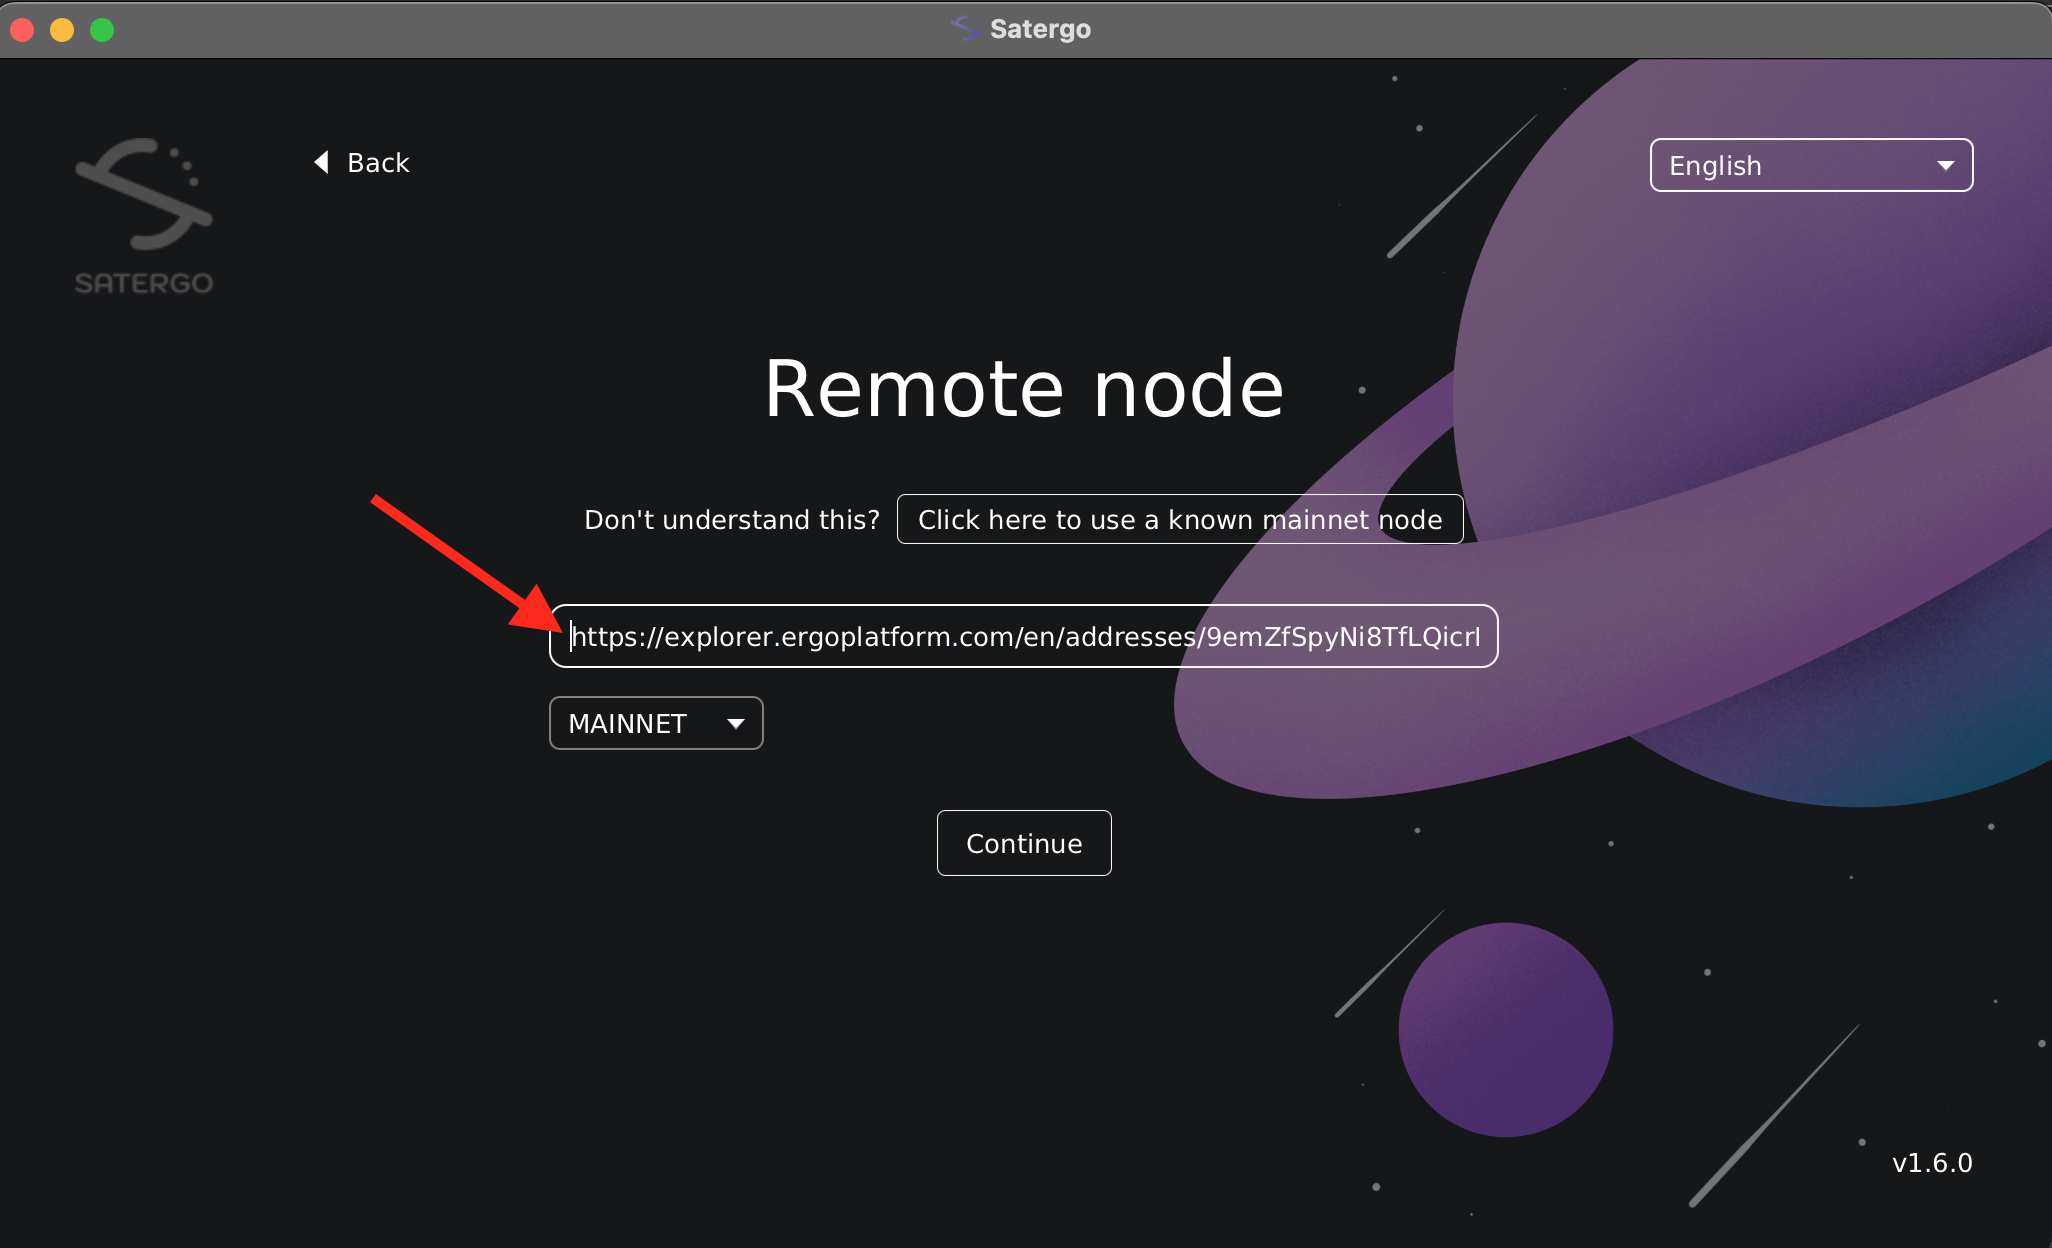 Satergo
Back
English
SATERGO
Remote node
Don't understand this? Click here to use a known mainnet node
https://explorer.ergoplatform.com/en/addresses/9emZfSpyNi8TfLQicrl
MAINNET
Continue
v1.6.0